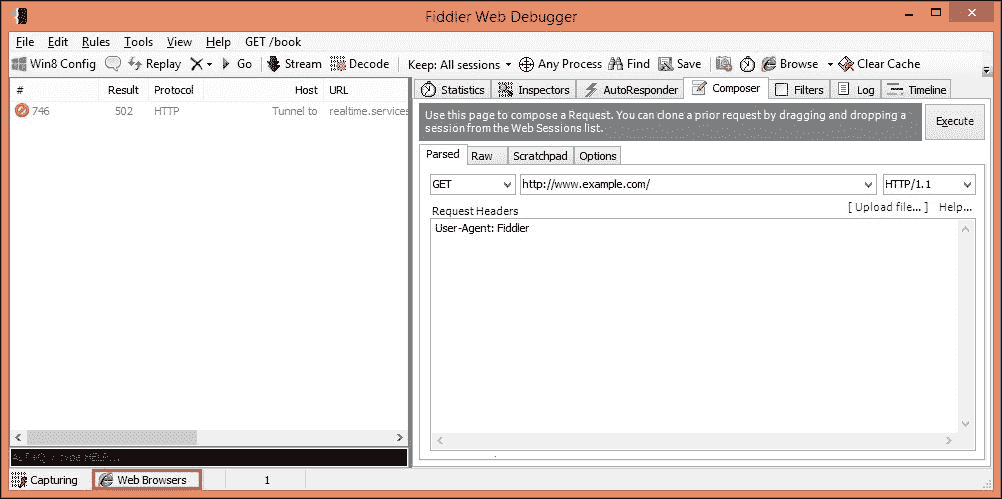 Fiddler Web Debugger
File Edit Rules Tools View Help GET /book
Win8 Config Replay Go Stream Decode Keep: All sessions Any Process Find Save Browse Clear Cache
# Result Protocol Host URL
746 502 HTTP Tunnel to realtime.services
Statistics Inspectors AutoResponder Composer Filters Log Timeline
Use this page to compose a Request. You can clone a prior request by dragging and dropping a
session from the Web Sessions list.
Execute
Parsed Raw Scratchpad Options
GET http://www.example.com/ HTTP/1.1
[ Upload file... ] Help...
Request Headers
User-Agent: Fiddler
type HELP...
Capturing Web Browsers 1